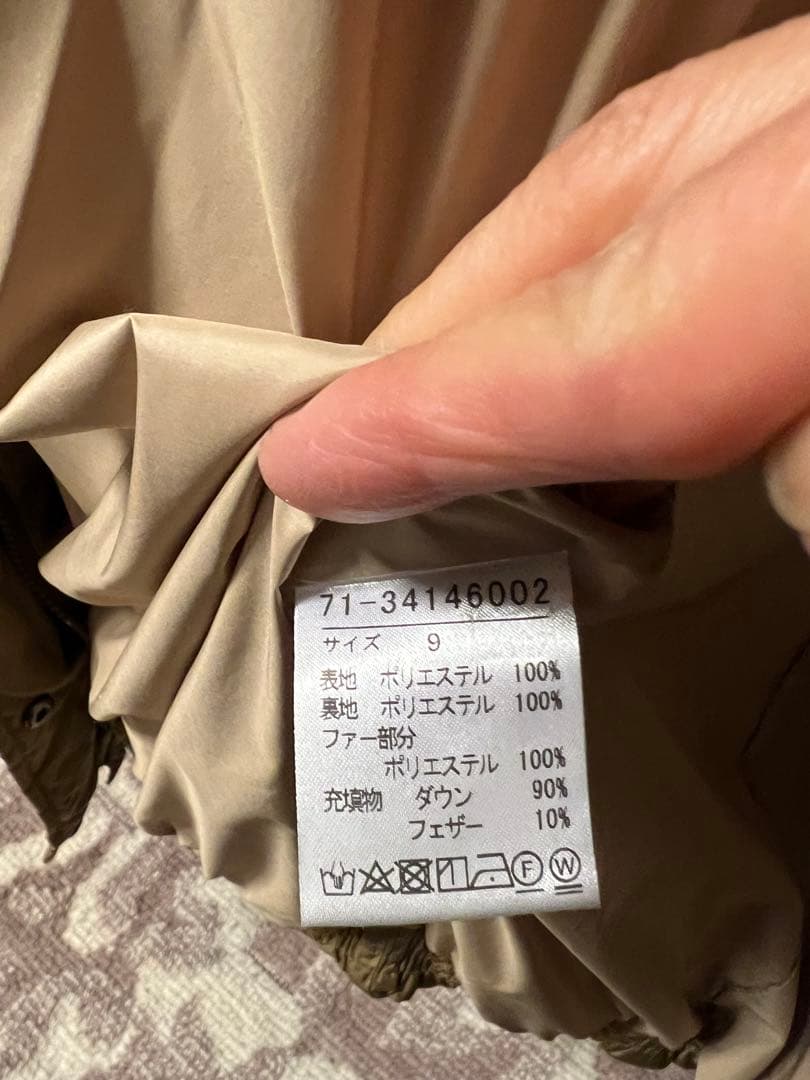 71-34146002
サイズ 9
表地 ポリエステル 100%
裏地 ポリエステル 100%
ファー部分
ポリエステル 100%
充填物 ダウン 90%
フェザー 10%
F W